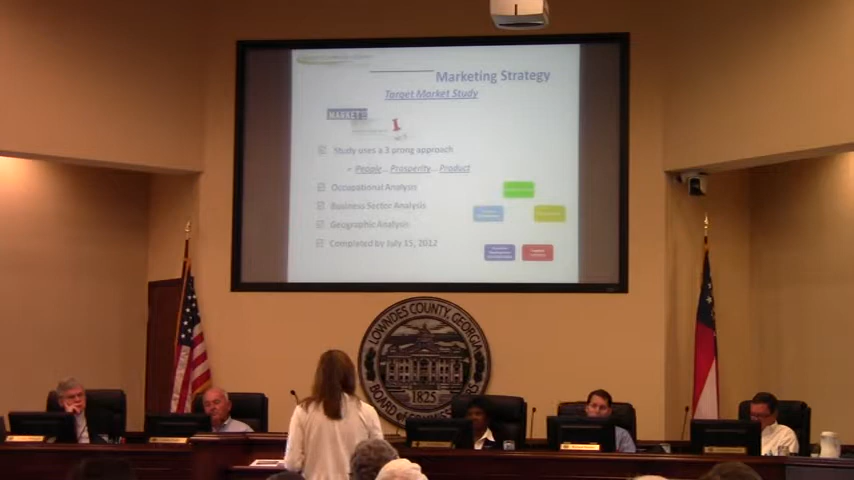 Marketing Strategy
Target Market Study
MARKET
Study uses a 3 prong approach
– People... Prosperity... Product
Occupational Analysis
Business Sector Analysis
Geographic Analysis
Completed by July 15, 2012
LOWNDES COUNTY, GEORGIA
1825
BOARD of COMMISSIONERS